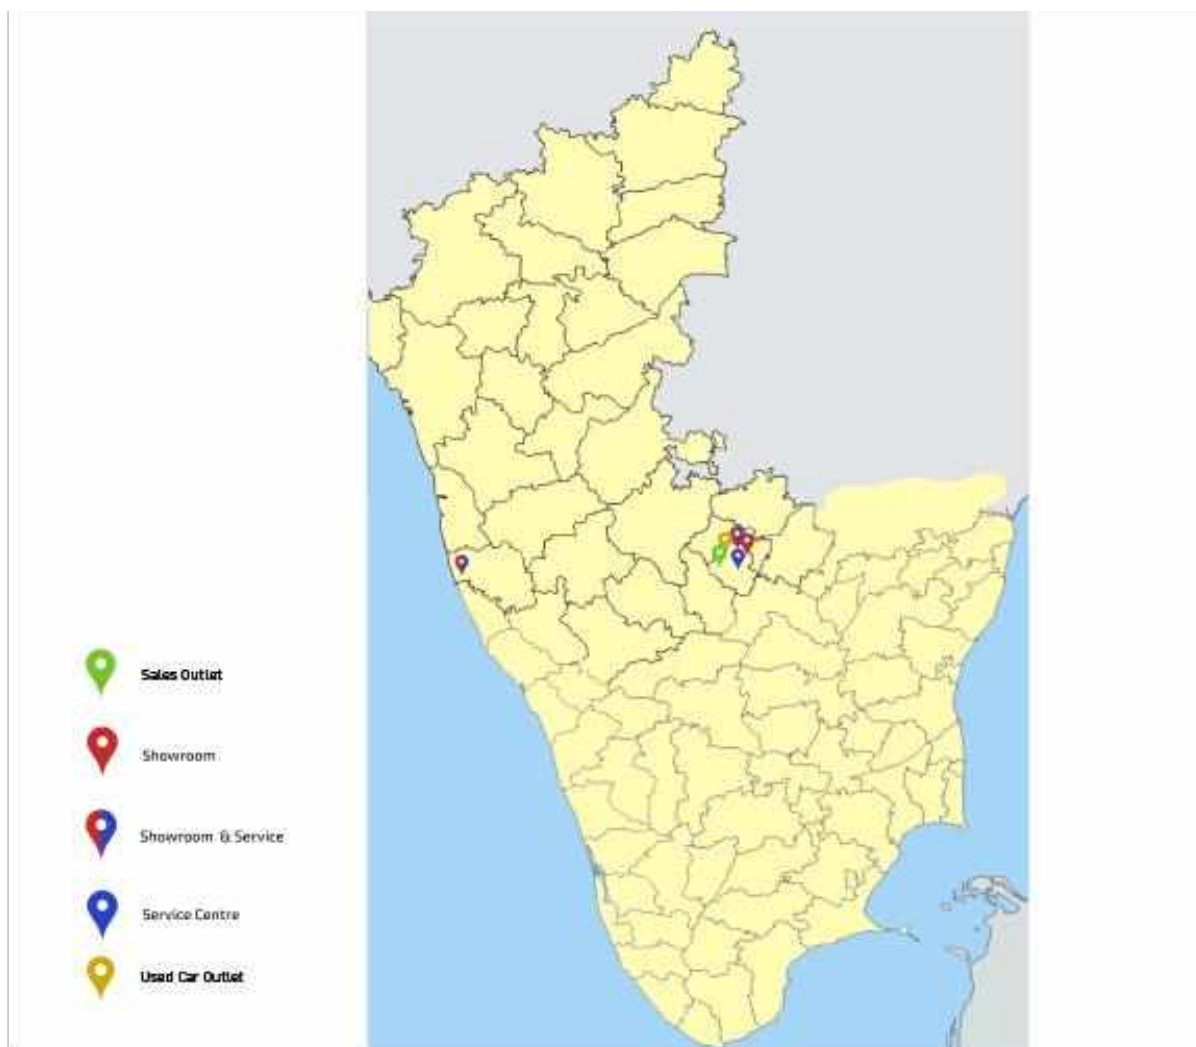 Sales Outlet
Showroom
Showroom & Service
Service Centre
Used Car Outlet